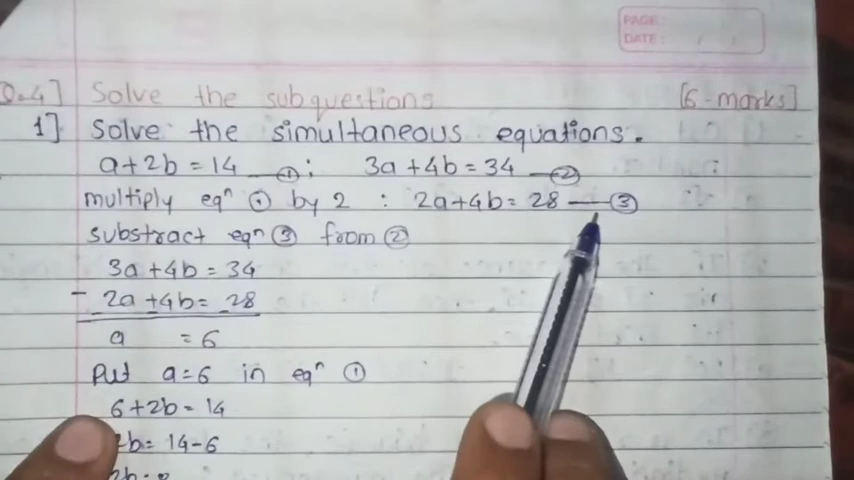 PAGE:
DATE:
Q.4] Solve the subquestions [6-marks]
1] Solve the simultaneous equations.
a+2b=14 —①; 3a+4b=34 —②
multiply eqⁿ ① by 2 : 2a+4b=28 —③
substract eqⁿ ③ from ②
3a+4b=34
- 2a+4b=28
a =6
Put a=6 in eqⁿ ①
6+2b=14
2b=14-6